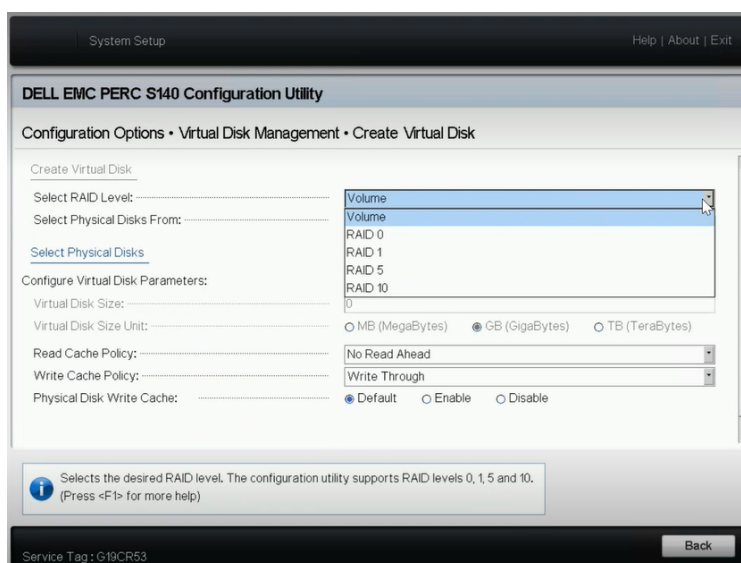 System Setup
Help | About | Exit
DELL EMC PERC S140 Configuration Utility
Configuration Options • Virtual Disk Management • Create Virtual Disk
Create Virtual Disk
Select RAID Level:
Volume
Select Physical Disks From:
Volume
RAID 0
RAID 1
RAID 5
RAID 10
Select Physical Disks
Configure Virtual Disk Parameters:
Virtual Disk Size:
0
Virtual Disk Size Unit:
MB (MegaBytes)
GB (GigaBytes)
TB (TeraBytes)
Read Cache Policy:
No Read Ahead
Write Cache Policy:
Write Through
Physical Disk Write Cache:
Default
Enable
Disable
Selects the desired RAID level. The configuration utility supports RAID levels 0, 1, 5 and 10.
(Press <F1> for more help)
Service Tag : G19CR53
Back